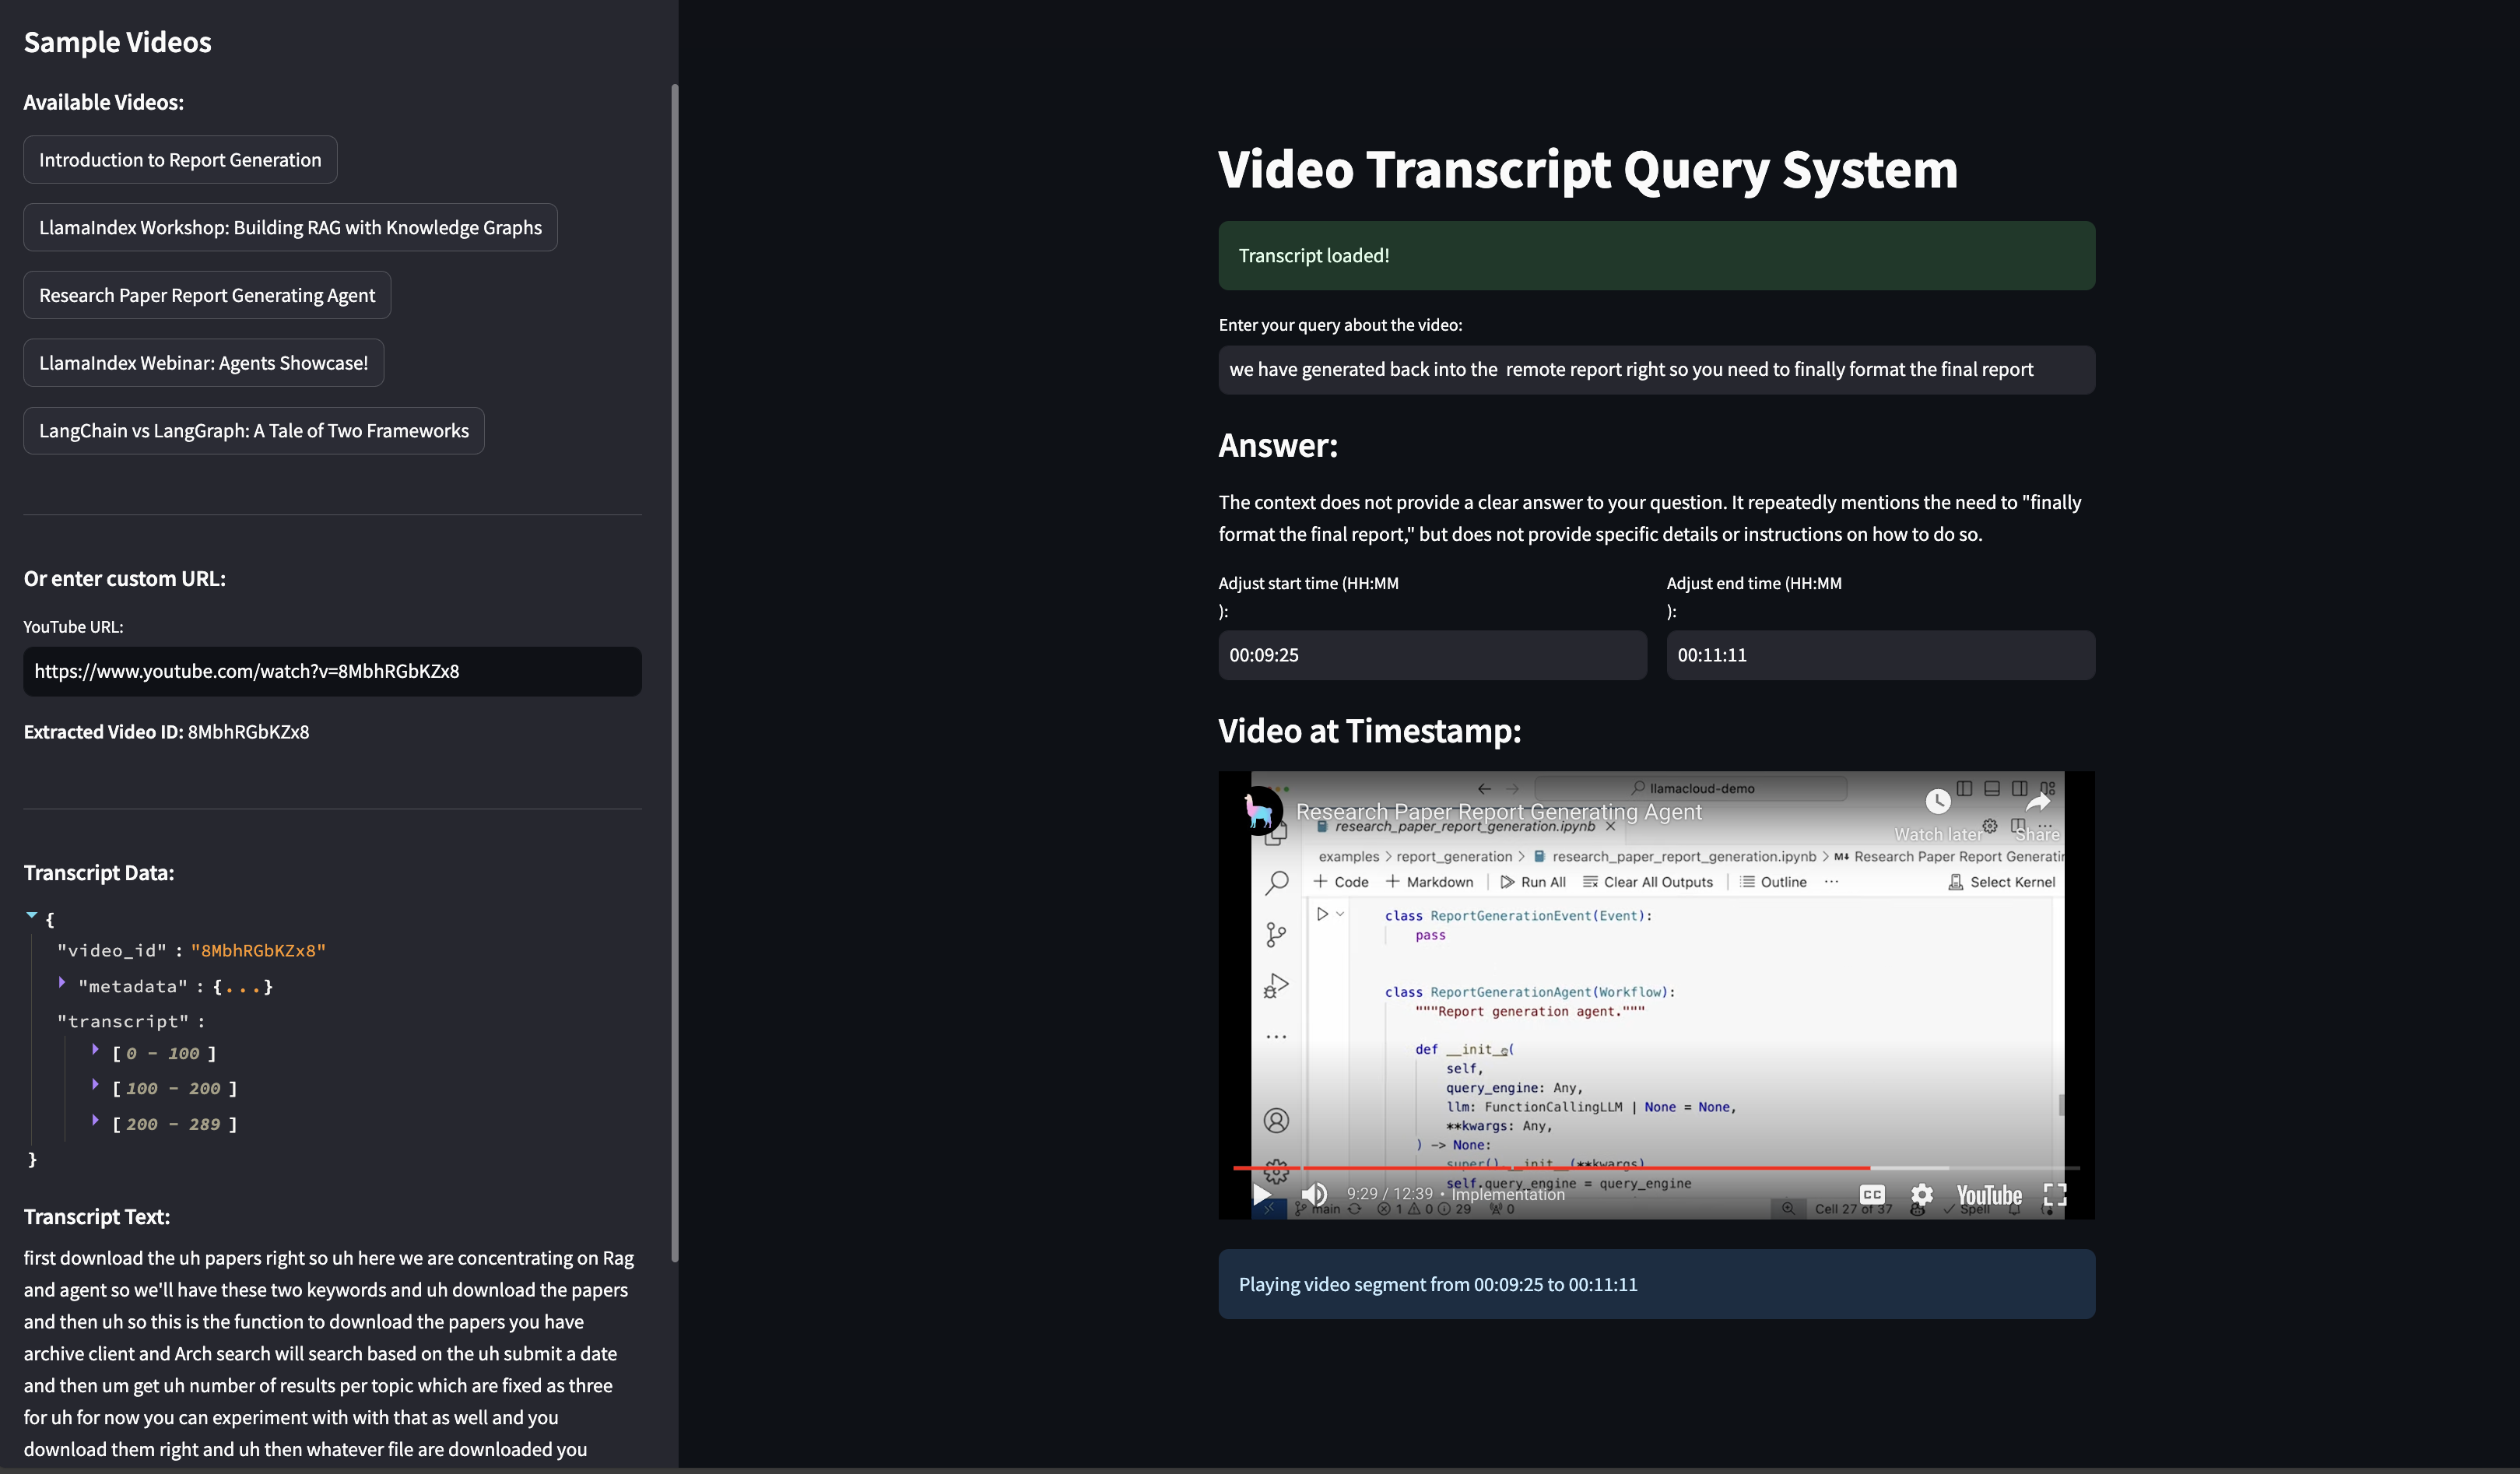 Sample Videos
Available Videos:
Introduction to Report Generation
LlamaIndex Workshop: Building RAG with Knowledge Graphs
Research Paper Report Generating Agent
LlamaIndex Webinar: Agents Showcase!
LangChain vs LangGraph: A Tale of Two Frameworks
Or enter custom URL:
YouTube URL:
https://www.youtube.com/watch?v=8MbhRGbKZx8
Extracted Video ID: 8MbhRGbKZx8
Transcript Data:
{
"video_id" : "8MbhRGbKZx8"
"metadata" : {...}
"transcript" :
[ 0 - 100 ]
[ 100 - 200 ]
[ 200 - 289 ]
}
Transcript Text:
first download the uh papers right so uh here we are concentrating on Rag
and agent so we'll have these two keywords and uh download the papers
and then uh so this is the function to download the papers you have
archive client and Arch search will search based on the uh submit a date
and then um get uh number of results per topic which are fixed as three
for uh for now you can experiment with with that as well and you
download them right and uh then whatever file are downloaded you
Video Transcript Query System
Transcript loaded!
Enter your query about the video:
we have generated back into the  remote report right so you need to finally format the final report
Answer:
The context does not provide a clear answer to your question. It repeatedly mentions the need to "finally
format the final report," but does not provide specific details or instructions on how to do so.
Adjust start time (HH:MM
):
00:09:25
Adjust end time (HH:MM
):
00:11:11
Video at Timestamp:
llamacloud-demo
Research Paper Report Generating Agent
Watch later
Share
research_paper_report_generation.ipynb
examples > report_generation > research_paper_report_generation.ipynb > M↓ Research Paper Report Generatin
+ Code + Markdown Run All Clear All Outputs Outline ... Select Kernel
class ReportGenerationEvent(Event):
pass
class ReportGenerationAgent(Workflow):
"""Report generation agent."""
def __init__(
self,
query_engine: Any,
llm: FunctionCallingLLM | None = None,
**kwargs: Any,
) -> None:
super().__init__(**kwargs)
self.query_engine = query_engine
9:29 / 12:39 • Implementation
CC
YouTube
main 1 0 29 0 Cell 27 of 37 Spell
Playing video segment from 00:09:25 to 00:11:11